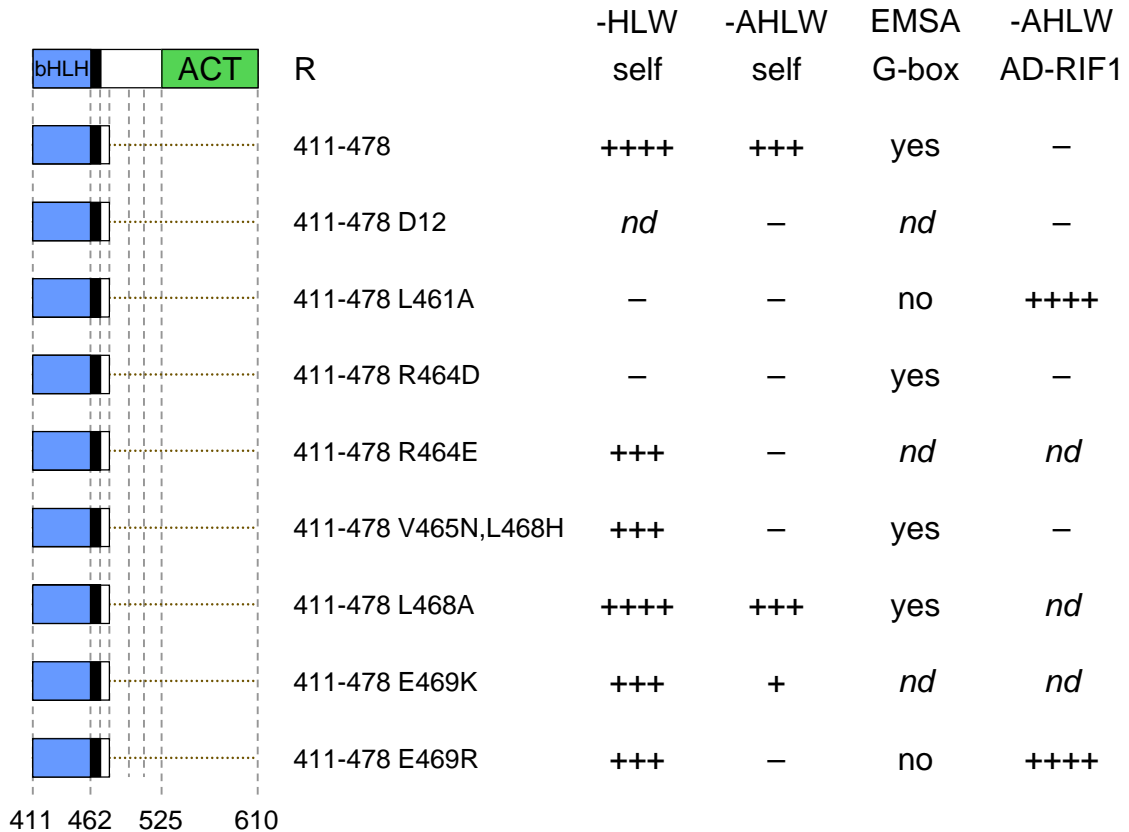 -HLW -AHLW EMSA -AHLW
bHLH ACT R self self G-box AD-RIF1
411-478 ++++ +++ yes –
411-478 D12 nd – nd –
411-478 L461A – – no ++++
411-478 R464D – – yes –
411-478 R464E +++ – nd nd
411-478 V465N,L468H +++ – yes –
411-478 L468A ++++ +++ yes nd
411-478 E469K +++ + nd nd
411-478 E469R +++ – no ++++
411 462 525 610